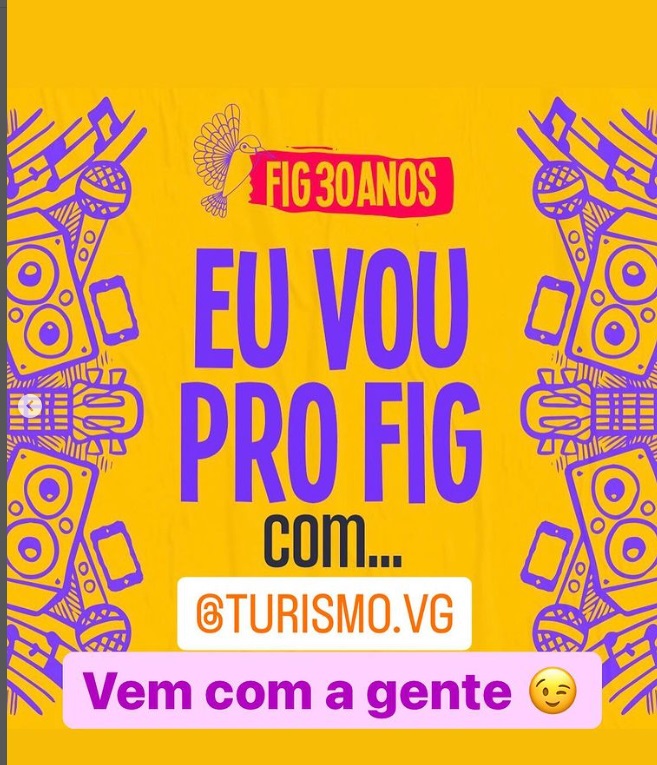 FIG 30 ANOS
EU VOU
PRO FIG
com...
@TURISMO.VG
Vem com a gente 😉